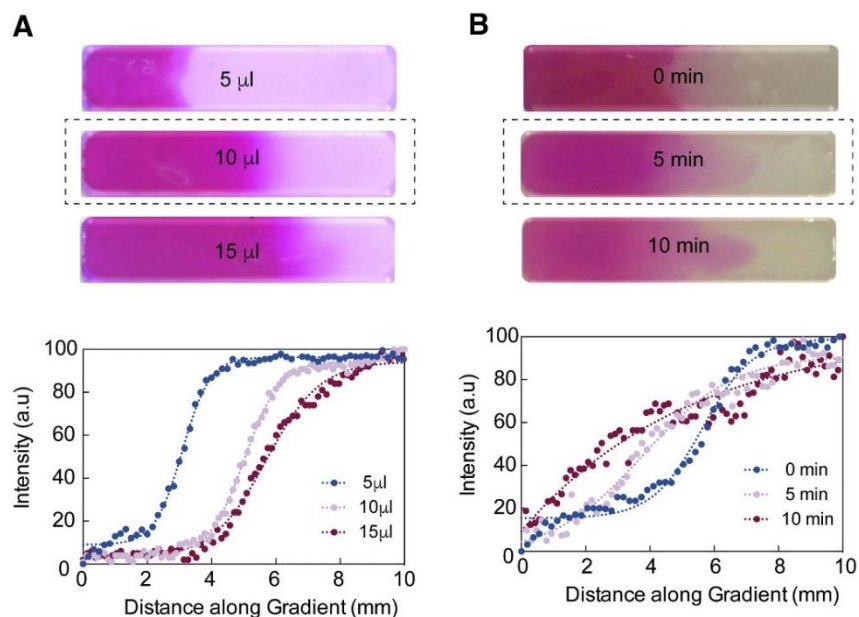 A
5 μl
10 μl
15 μl
Intensity (a.u)
100
80
60
40
20
0
5μl
10μl
15μl
0 2 4 6 8 10
Distance along Gradient (mm)
B
0 min
5 min
10 min
Intensity (a.u)
100
80
60
40
20
0
0 min
5 min
10 min
0 2 4 6 8 10
Distance along Gradient (mm)